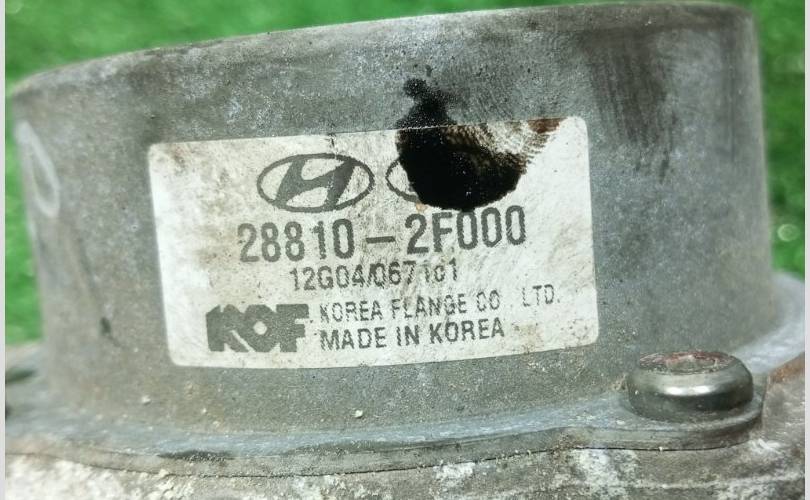 28810-2F000
12G04/067101
KOF KOREA FLANGE CO. LTD.
MADE IN KOREA